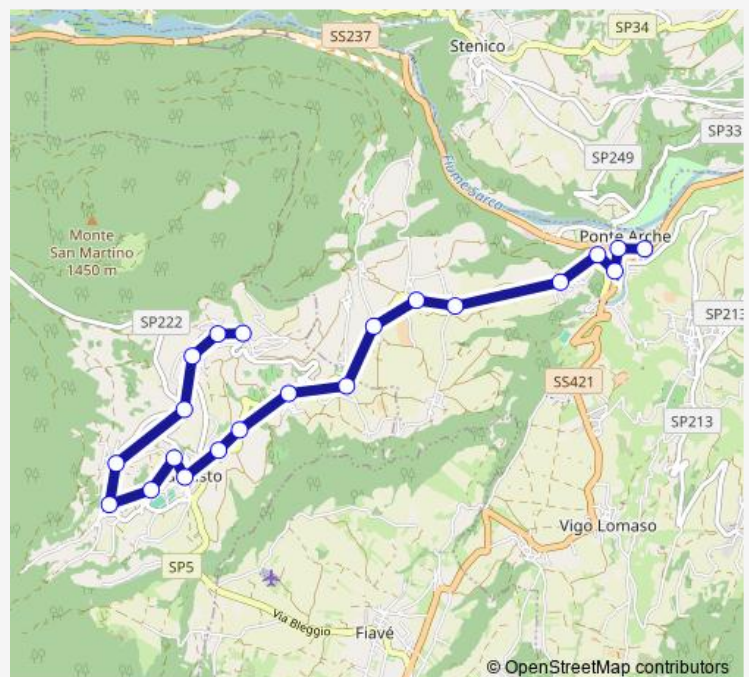 SS237
SP34
Stenico
SP33
SP249
Fiume Sarca
Ponte Arche
Monte
San Martino
1450 m
SP222
SP213
SS421
SP213
sto
Vigo Lomaso
SP5
Via Bleggio
Fiavé
© OpenStreetMap contributors